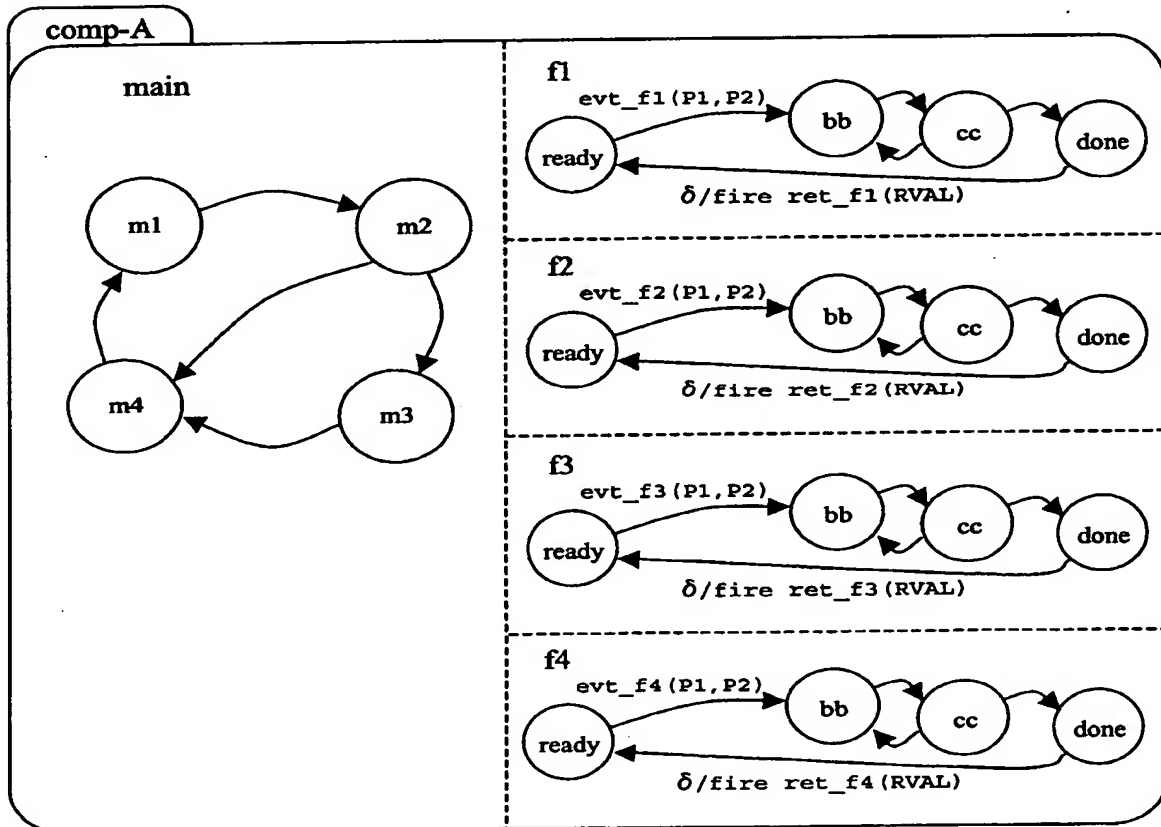 comp-A
main
m1
m2
m4
m3
f1
evt_f1(P1,P2)
ready
bb
cc
done
δ/fire ret_f1(RVAL)
f2
evt_f2(P1,P2)
ready
bb
cc
done
δ/fire ret_f2(RVAL)
f3
evt_f3(P1,P2)
ready
bb
cc
done
δ/fire ret_f3(RVAL)
f4
evt_f4(P1,P2)
ready
bb
cc
done
δ/fire ret_f4(RVAL)